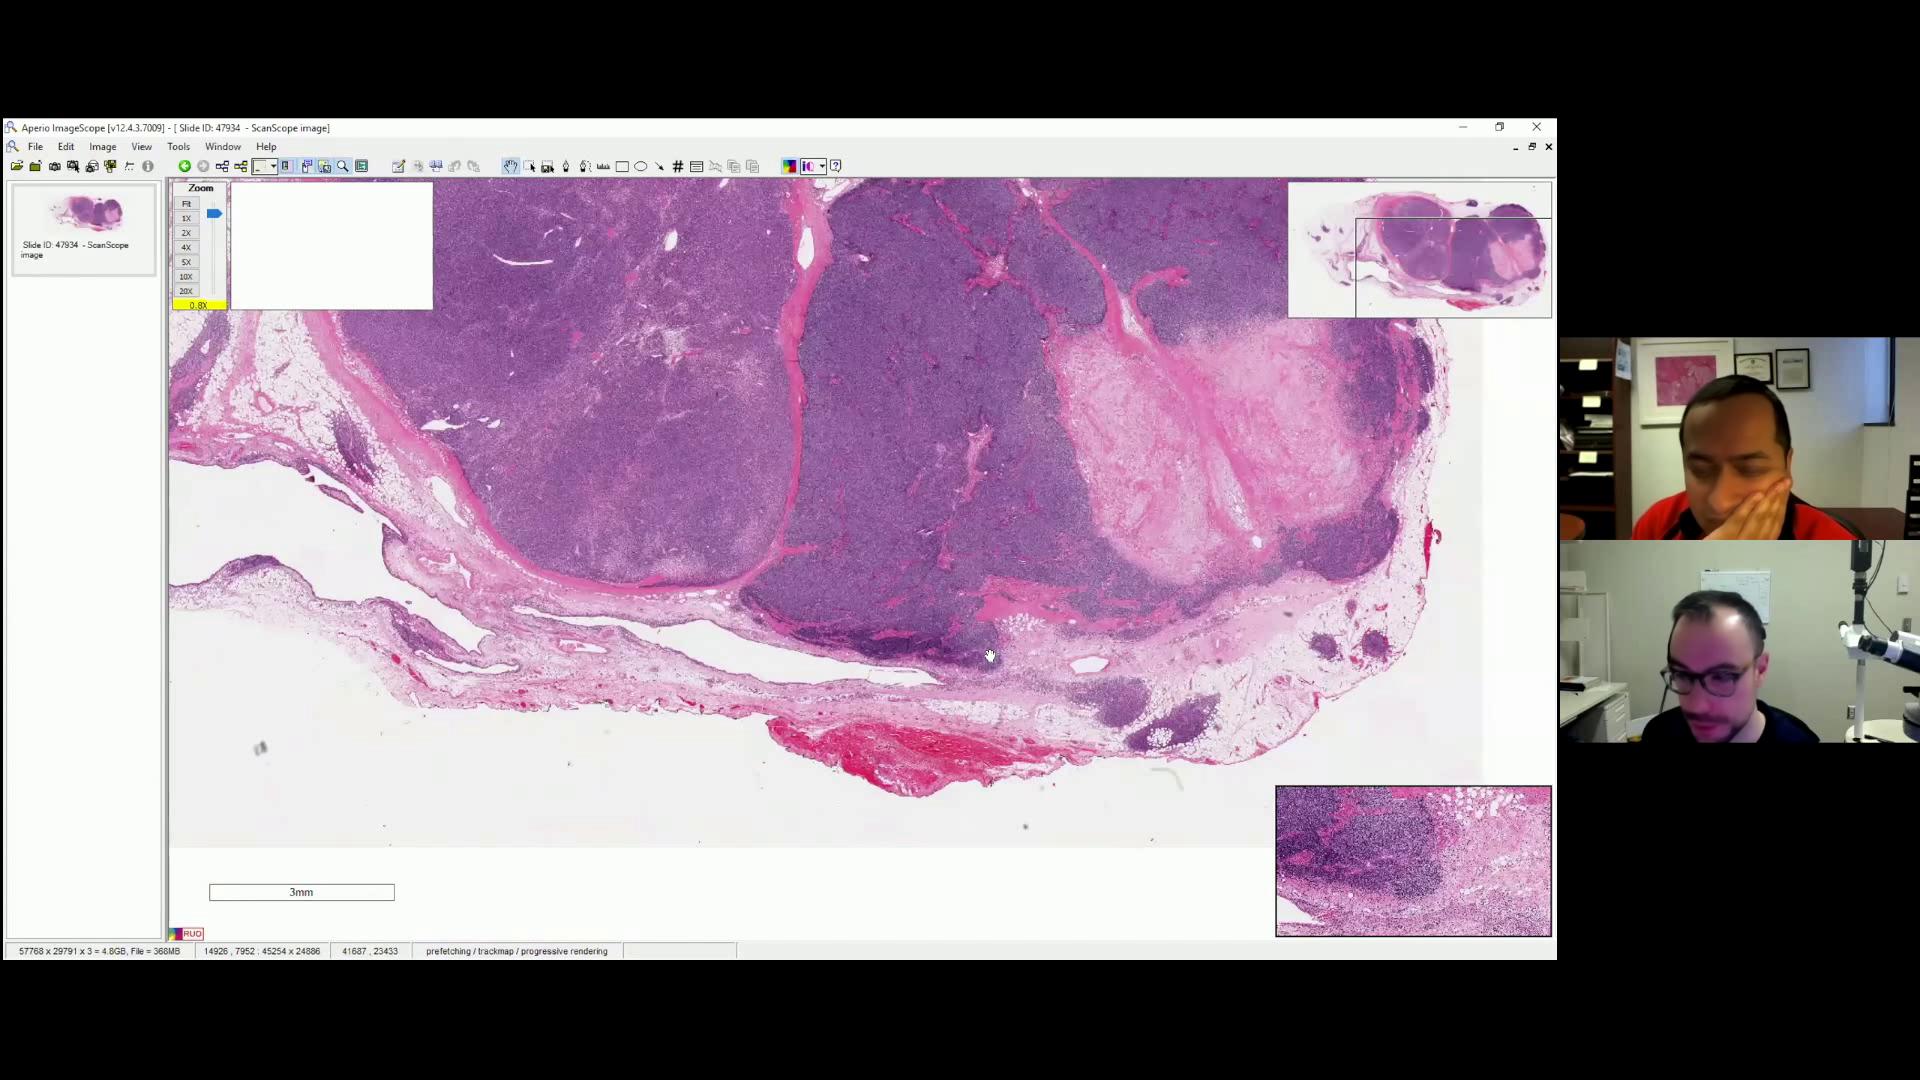 Aperio ImageScope [v12.4.3.7009] - [ Slide ID: 47934 - ScanScope image]
File Edit Image View Tools Window Help
Zoom
Fit
1X
2X
4X
5X
10X
20X
0.8X
Slide ID: 47934 - ScanScope
image
3mm
RUO
57768 x 29791 x 3 = 4.8GB, File = 368MB
14926 , 7952 : 45254 x 24886
41687 , 23433
prefetching / trackmap / progressive rendering